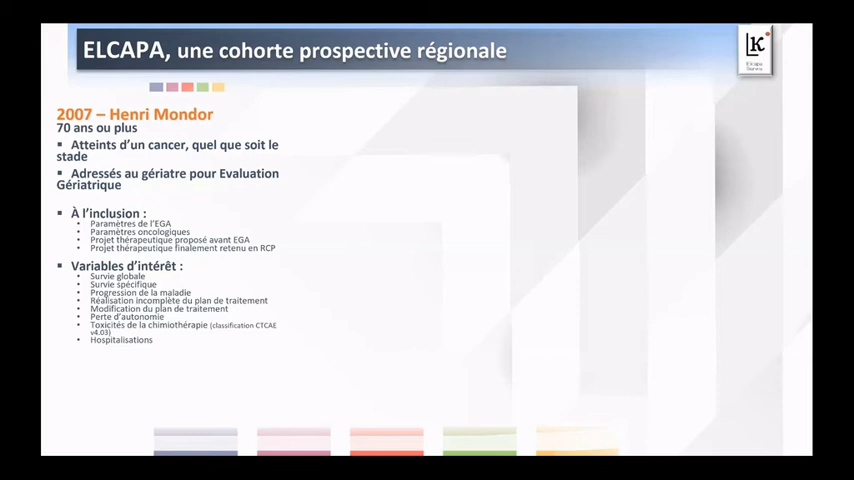 ELCAPA, une cohorte prospective régionale
2007 – Henri Mondor
70 ans ou plus
▪ Atteints d'un cancer, quel que soit le
stade
▪ Adressés au gériatre pour Evaluation
Gériatrique
▪ À l'inclusion :
• Paramètres de l'EGA
• Paramètres oncologiques
• Projet thérapeutique proposé avant EGA
• Projet thérapeutique finalement retenu en RCP
▪ Variables d'intérêt :
• Survie globale
• Survie spécifique
• Progression de la maladie
• Réalisation incomplète du plan de traitement
• Modification du plan de traitement
• Perte d'autonomie
• Toxicités de la chimiothérapie (classification CTCAE
v4.03)
• Hospitalisations
K
Elcapa